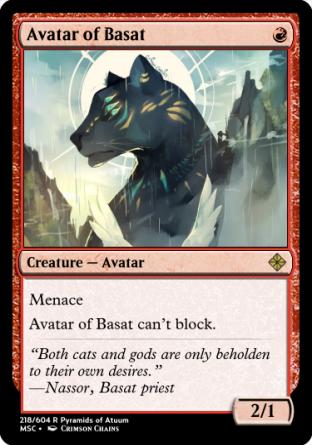 Avatar of Basat
Creature — Avatar
Menace
Avatar of Basat can't block.
“Both cats and gods are only beholden
to their own desires.”
—Nassor, Basat priest
2/1
218/604 R Pyramids of Atuum
MSC • Crimson Chains